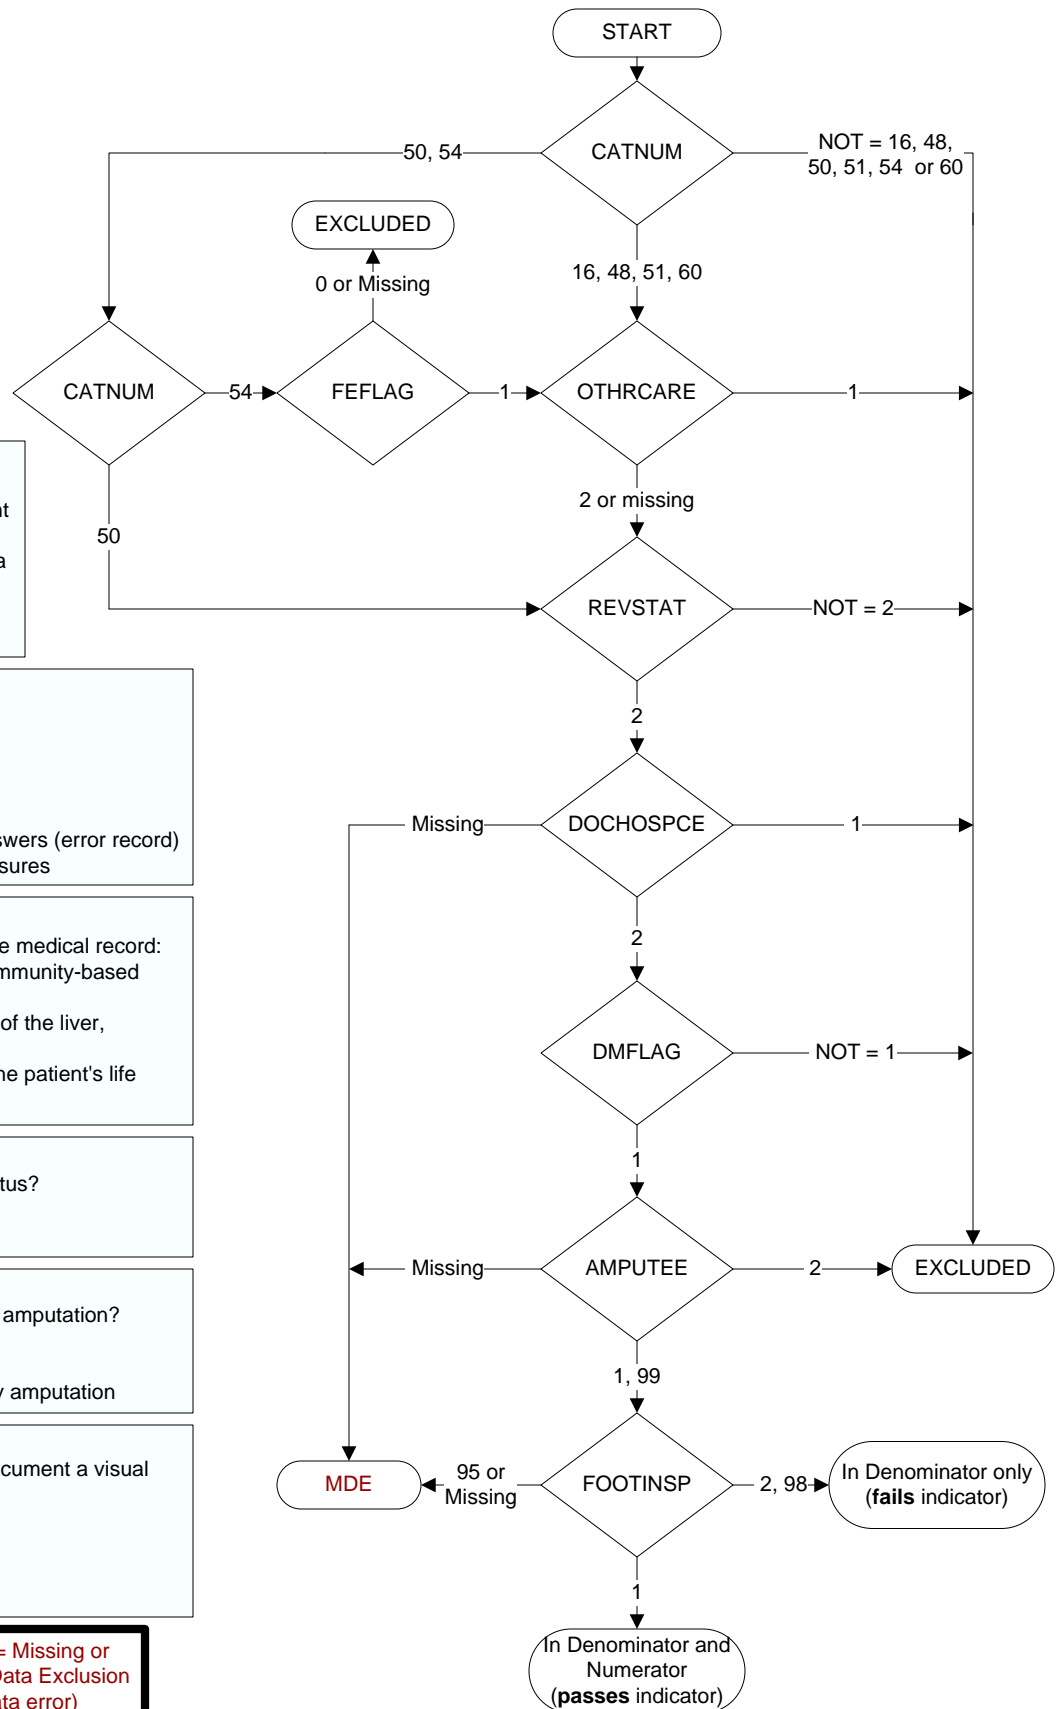 START
CATNUM
50, 54
NOT = 16, 48,
50, 51, 54 or 60
EXCLUDED
0 or Missing
16, 48, 51, 60
CATNUM
54
FEFLAG
1
OTHRCARE
1
2 or missing
50
REVSTAT
NOT = 2
2
Missing
DOCHOSPCE
1
2
DMFLAG
NOT = 1
1
Missing
AMPUTEE
2
EXCLUDED
1, 99
MDE
95 or
Missing
FOOTINSP
2, 98
In Denominator only
(fails indicator)
1
In Denominator and
Numerator
(passes indicator)
nt
a
swers (error record)
sures
e medical record:
mmunity-based
of the liver,
he patient's life
tus?
amputation?
y amputation
cument a visual
= Missing or
Data Exclusion
ata error)